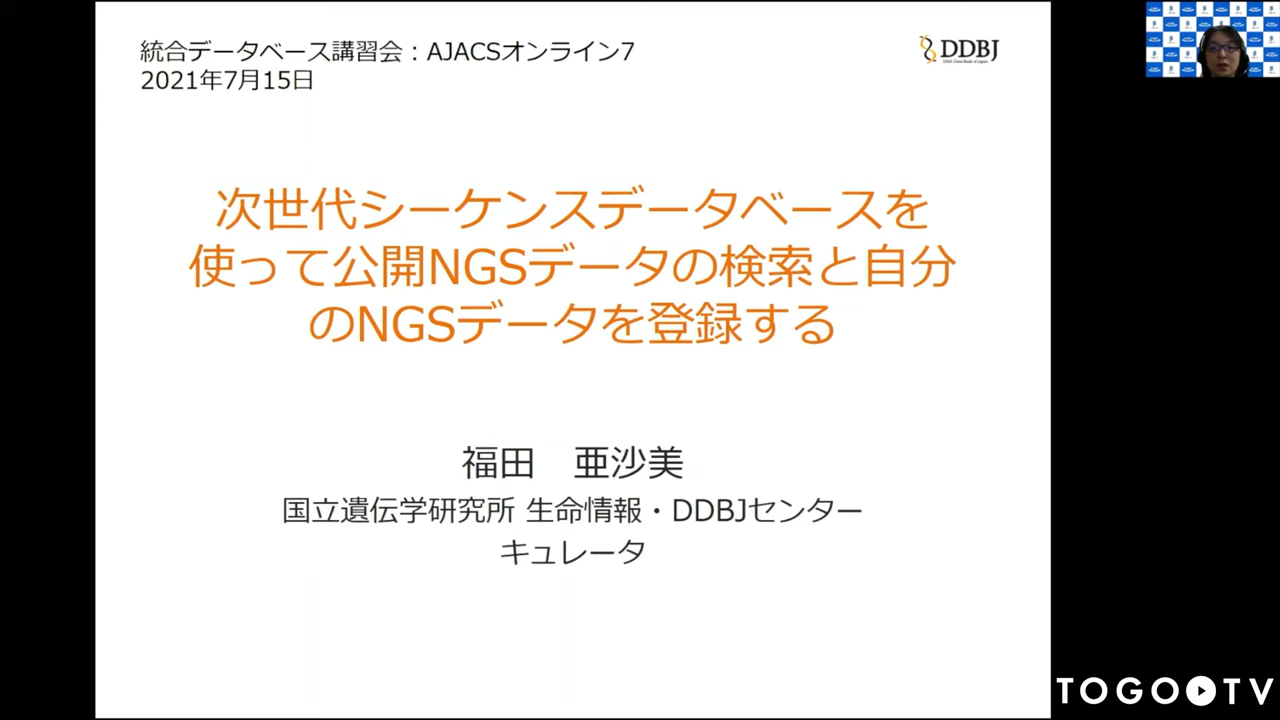 統合データベース講習会：AJACSオンライン7
2021年7月15日
DDBJ
DNA Data Bank of Japan
次世代シーケンスデータベースを
使って公開NGSデータの検索と自分
のNGSデータを登録する
福田　亜沙美
国立遺伝学研究所 生命情報・DDBJセンター
キュレータ
TOGO TV